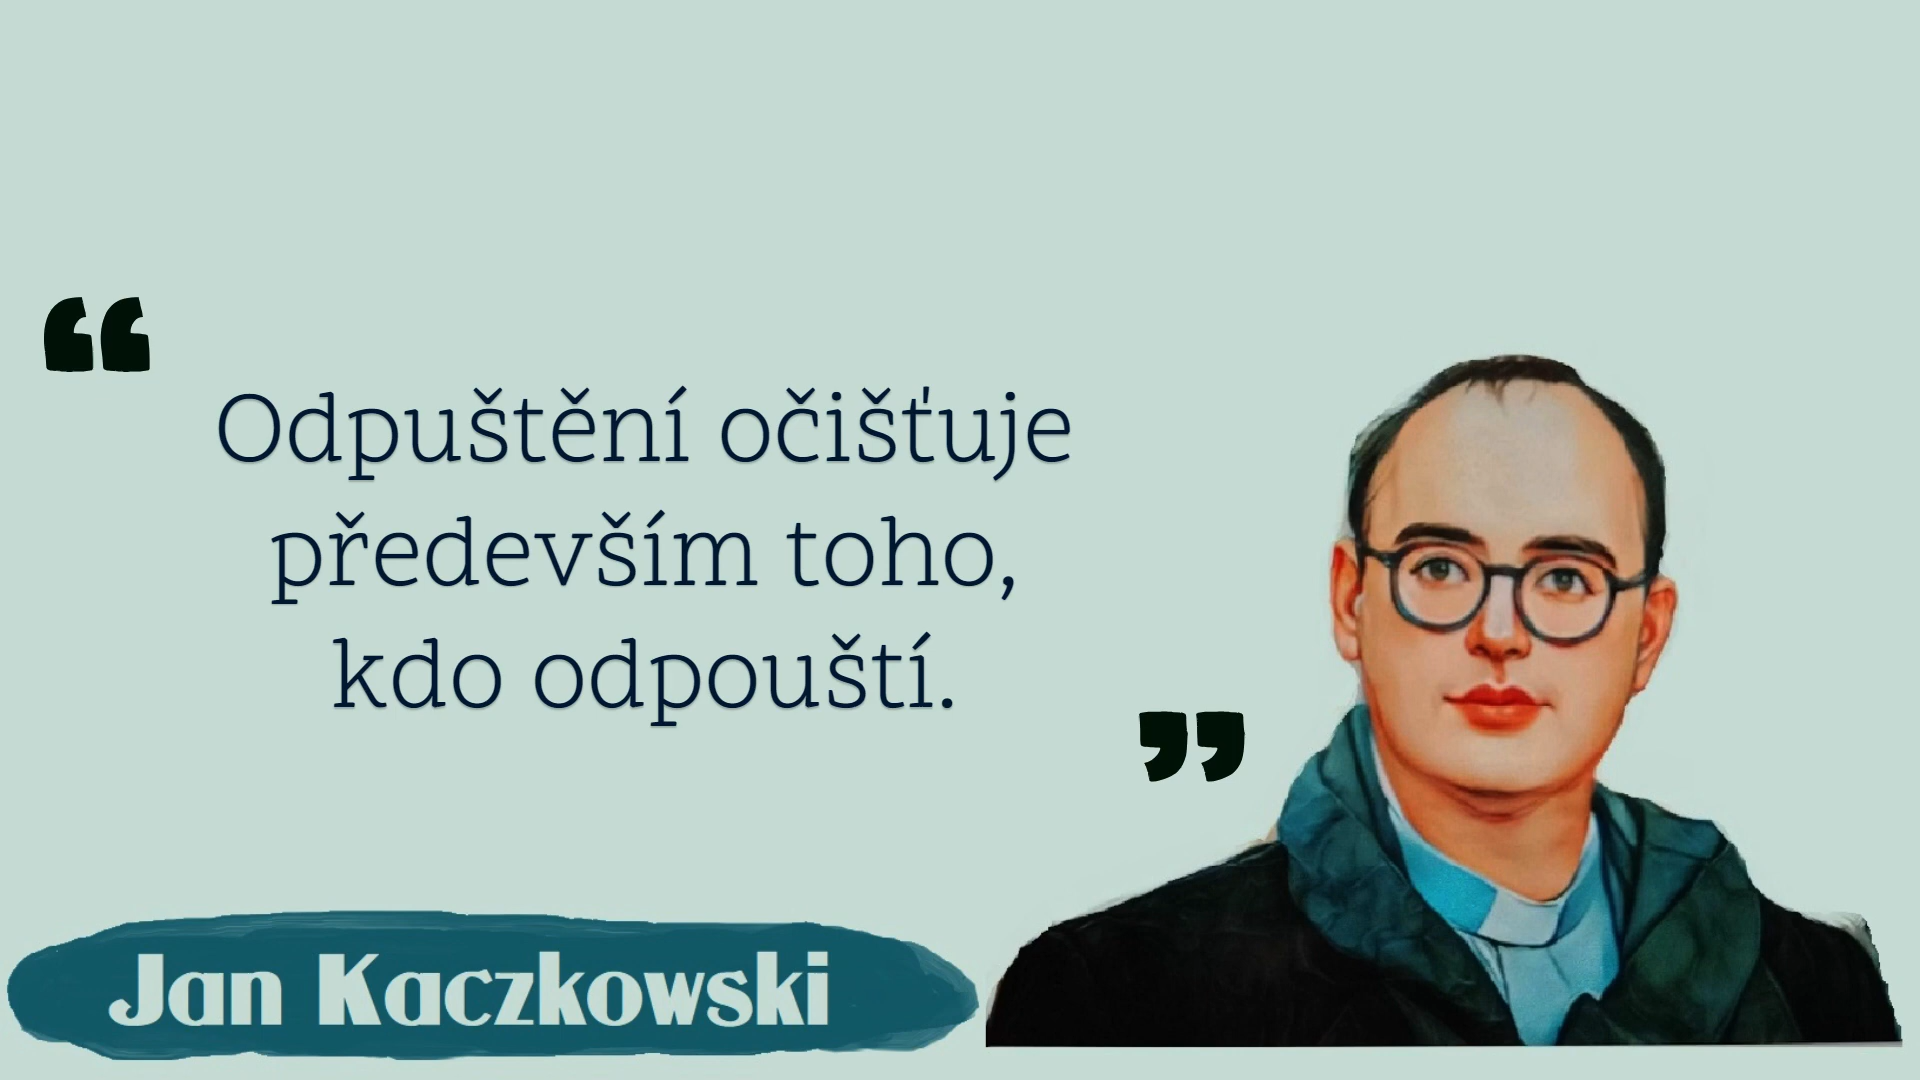 “
Odpuštění očišťuje
především toho,
kdo odpouští.
”
Jan Kaczkowski